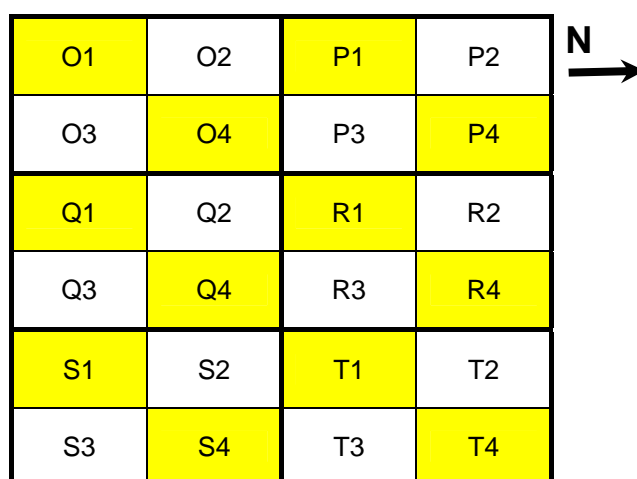 O1 O2 P1 P2 N
O3 O4 P3 P4
Q1 Q2 R1 R2
Q3 Q4 R3 R4
S1 S2 T1 T2
S3 S4 T3 T4